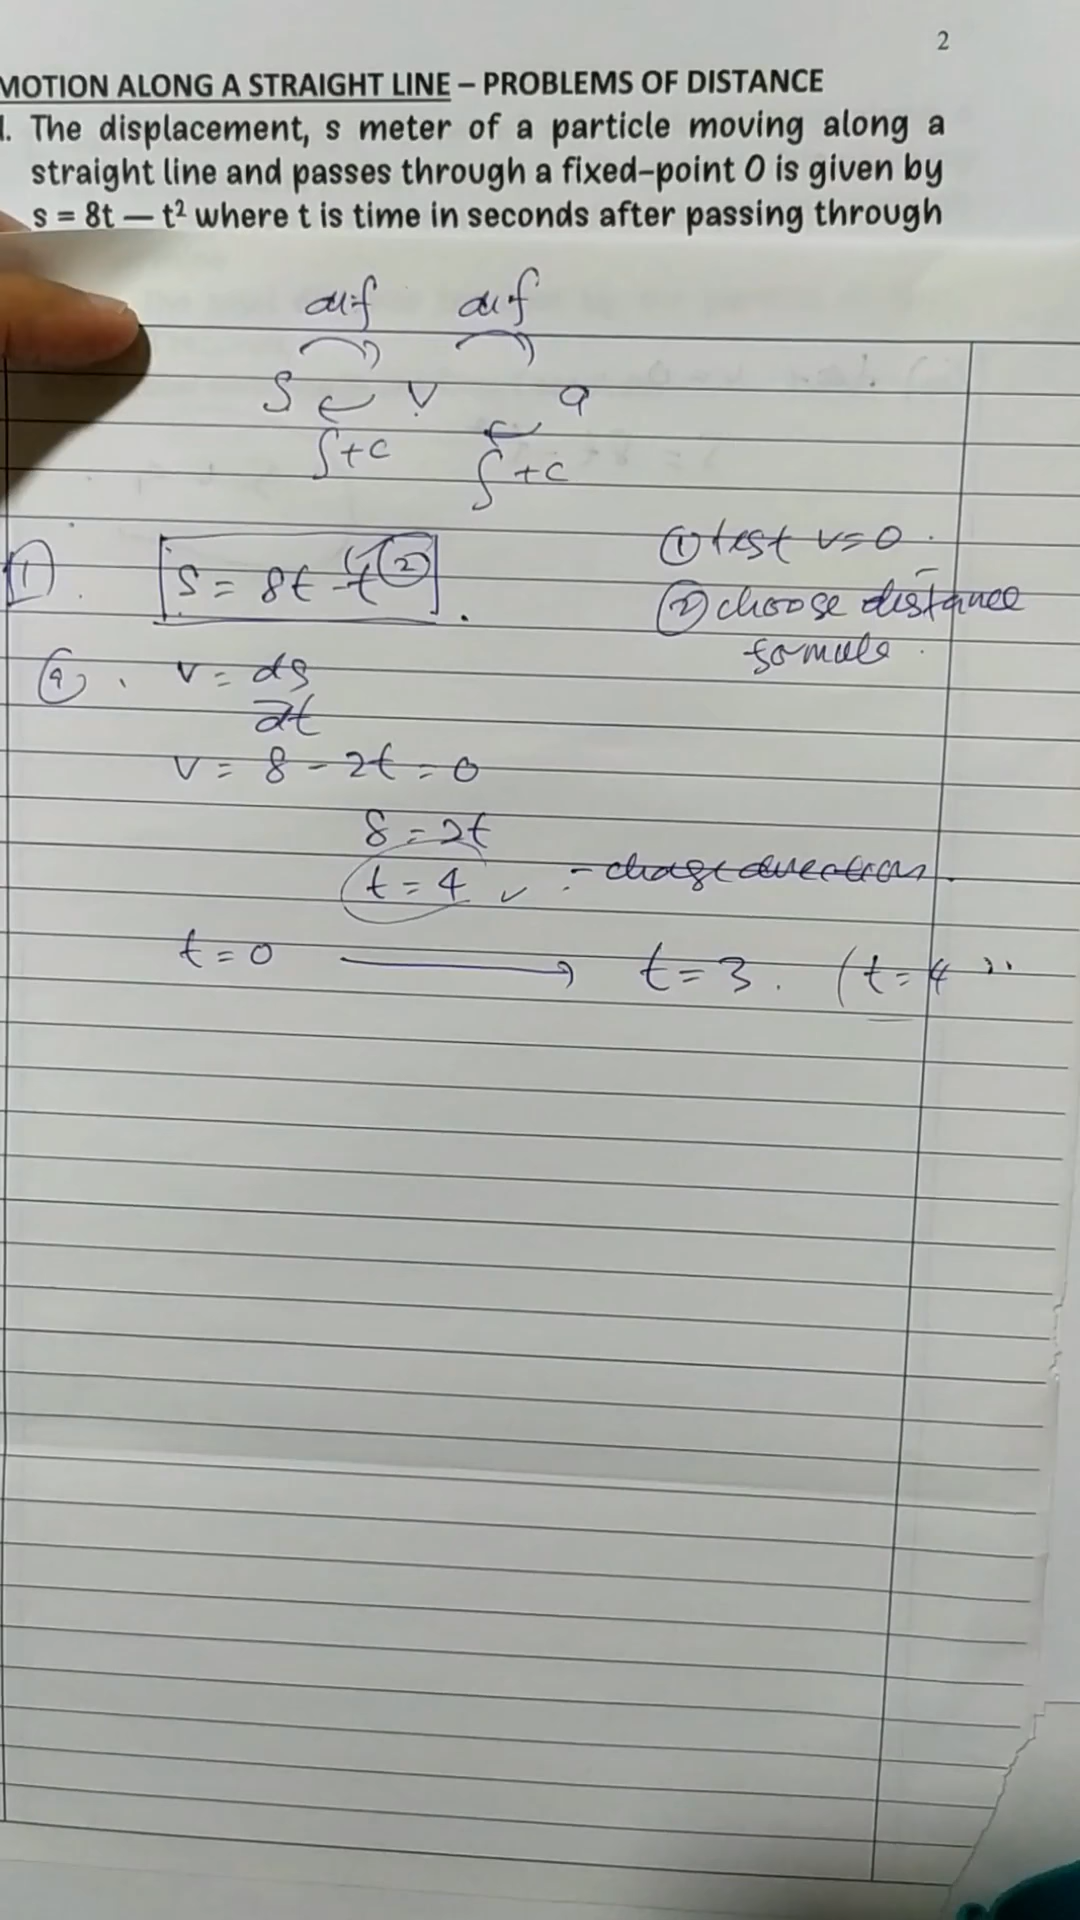 2
MOTION ALONG A STRAIGHT LINE – PROBLEMS OF DISTANCE
1. The displacement, s meter of a particle moving along a
straight line and passes through a fixed-point O is given by
s = 8t — t² where t is time in seconds after passing through
dif dif
S v a
∫+c ∫+c
① test v=0.
1 S = 8t - t²
② choose distance
formula.
a. v = ds
dt
v = 8 - 2t = 0
8 = 2t
t = 4 ✓ - change direction.
t = 0 → t = 3. (t = 4